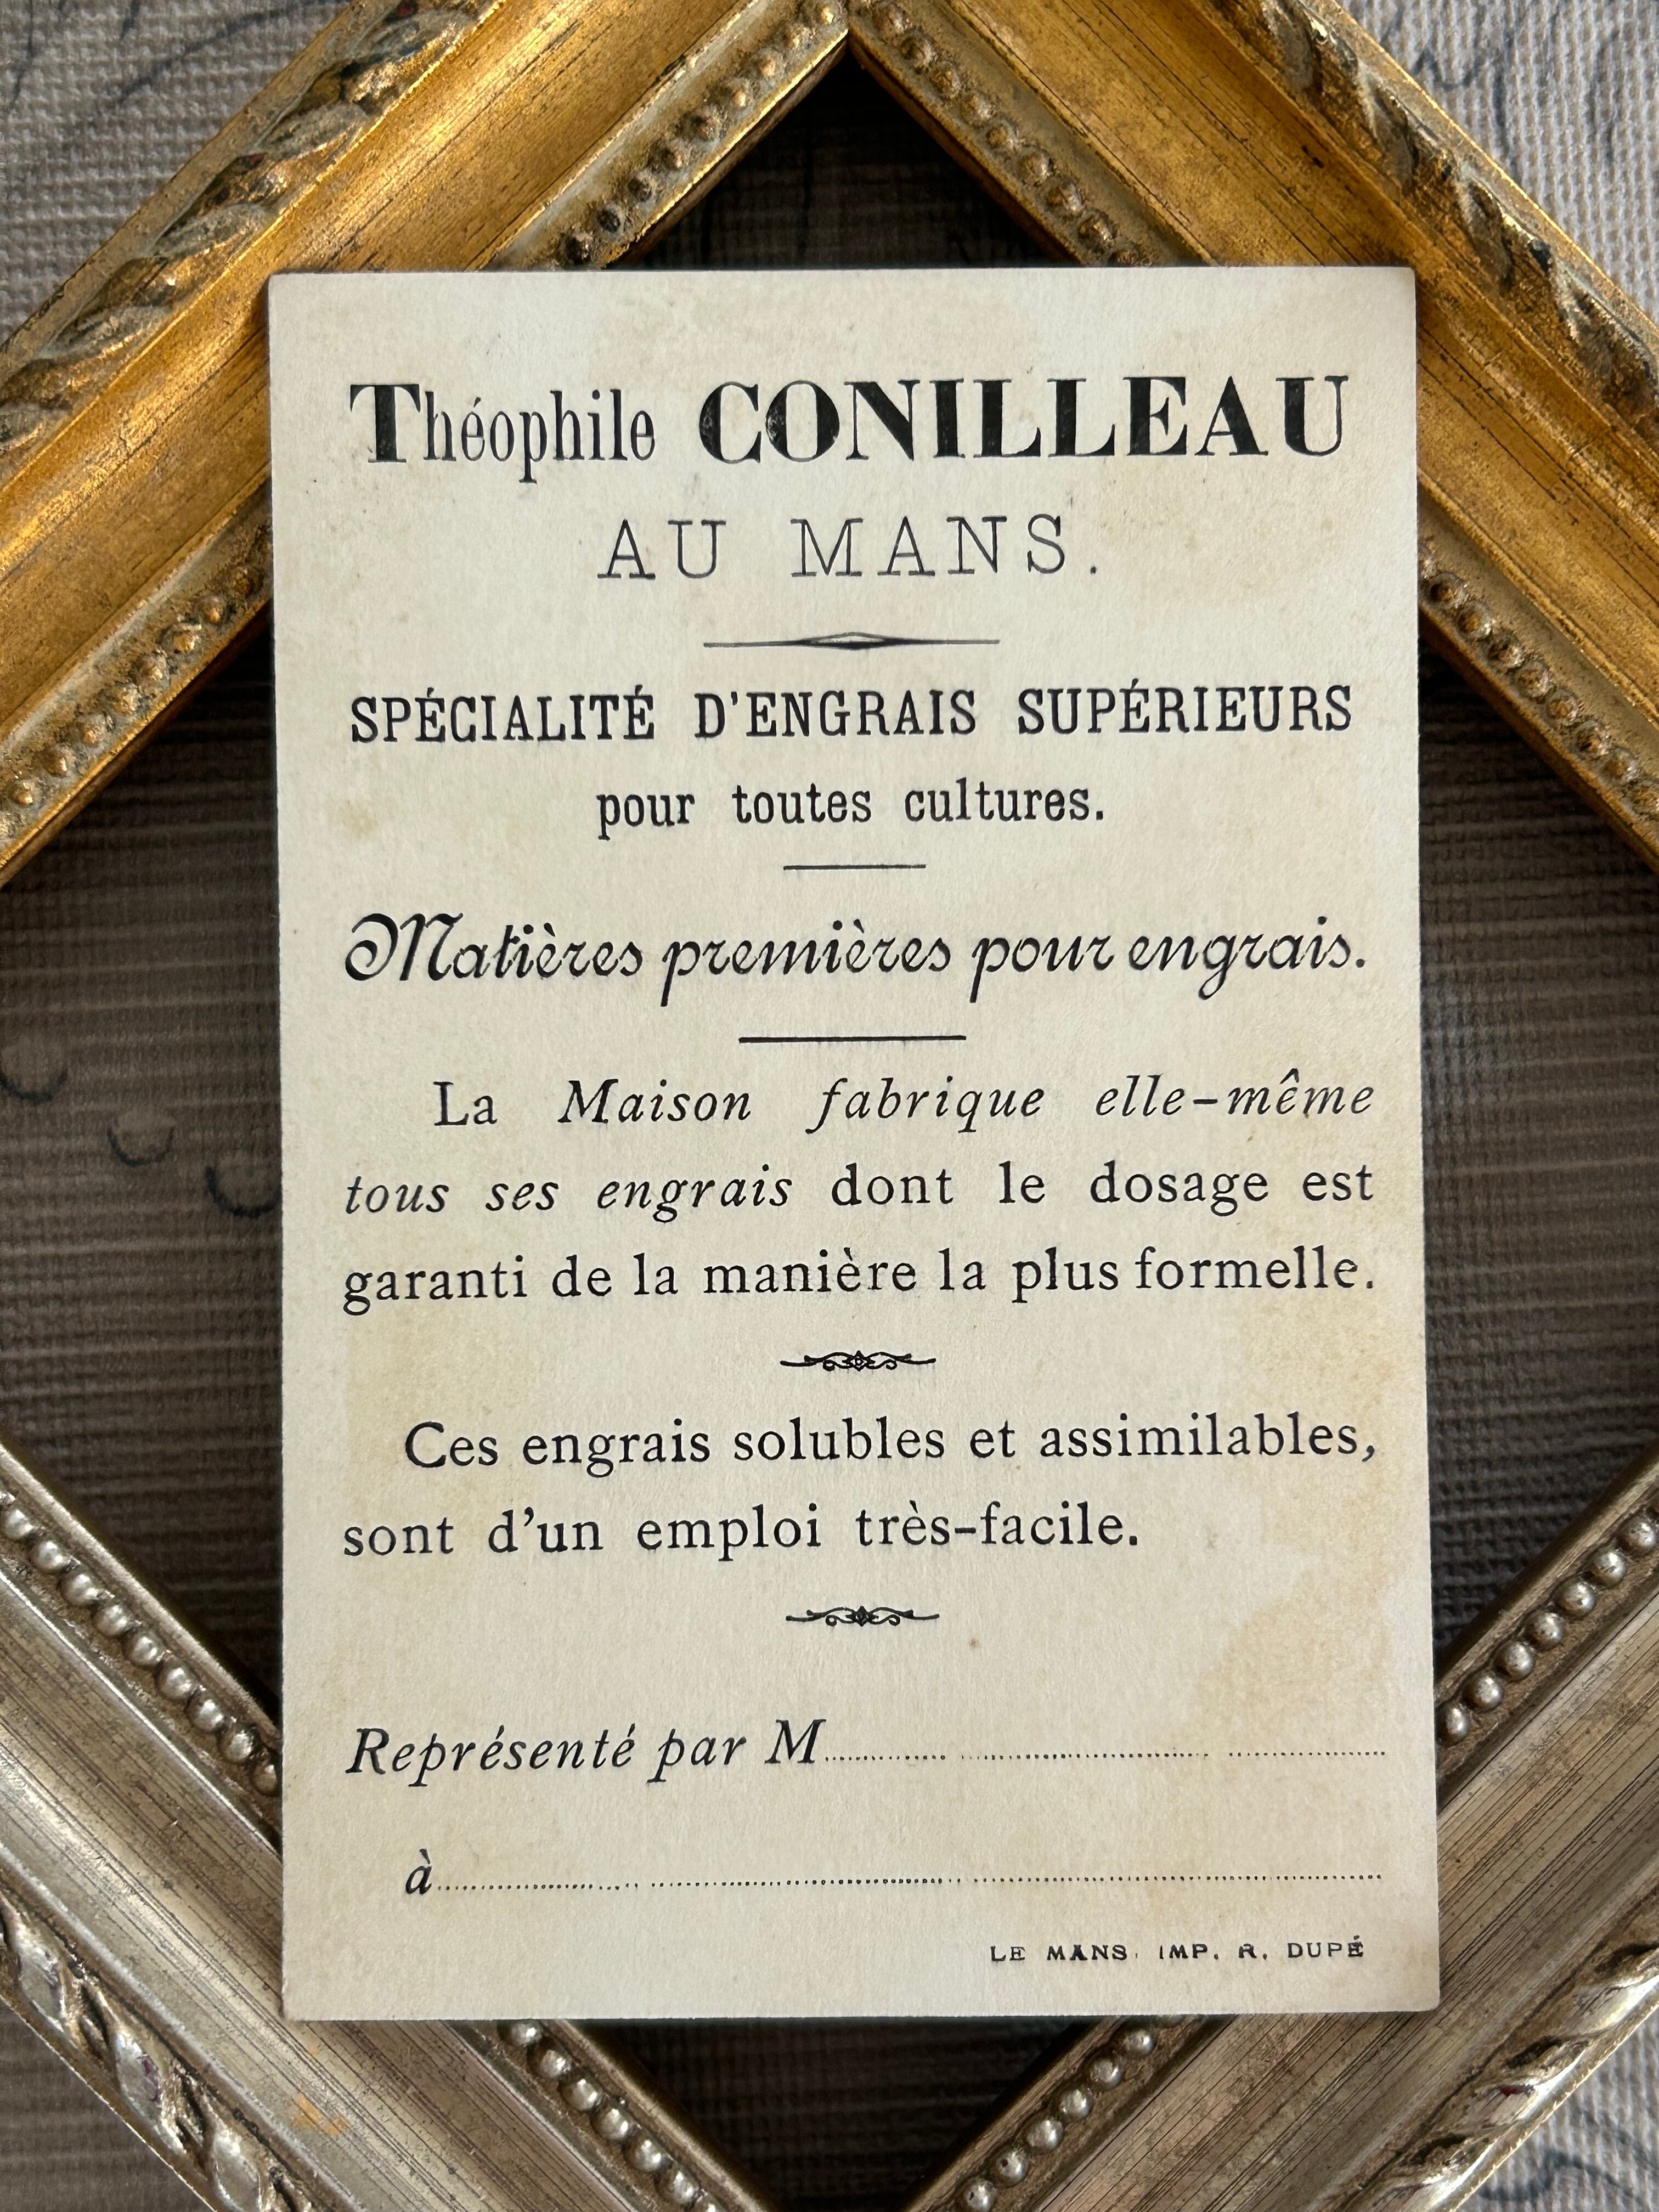 Théophile CONILLEAU
AU MANS.
SPÉCIALITÉ D'ENGRAIS SUPÉRIEURS
pour toutes cultures.
Matières premières pour engrais.
La Maison fabrique elle-même
tous ses engrais dont le dosage est
garanti de la manière la plus formelle.
Ces engrais solubles et assimilables,
sont d'un emploi très-facile.
Représenté par M
à
LE MANS. IMP. R. DUPÉ